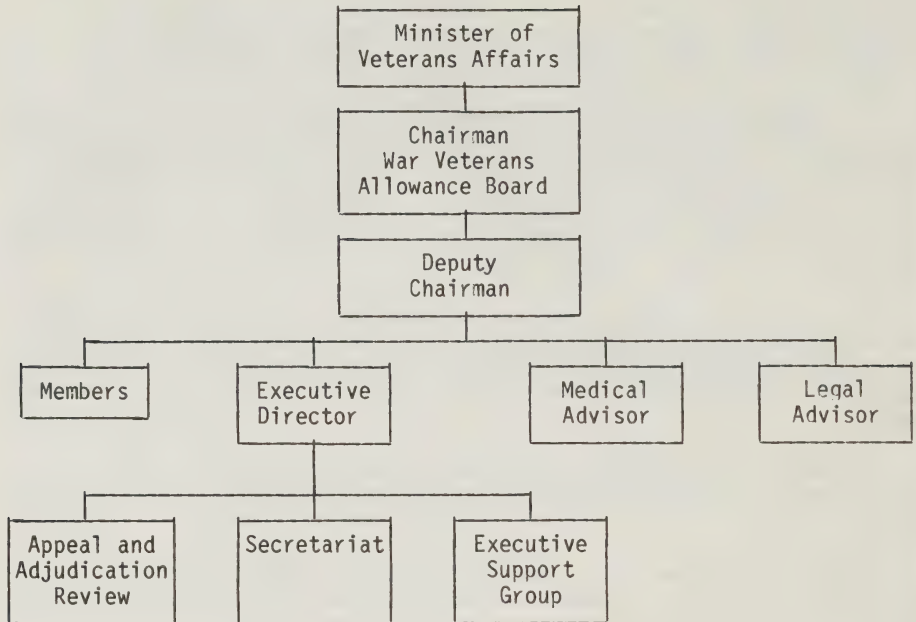 Minister of
Veterans Affairs
Chairman
War Veterans
Allowance Board
Deputy
Chairman
Members
Executive
Director
Medical
Advisor
Legal
Advisor
Appeal and
Adjudication
Review
Secretariat
Executive
Support
Group